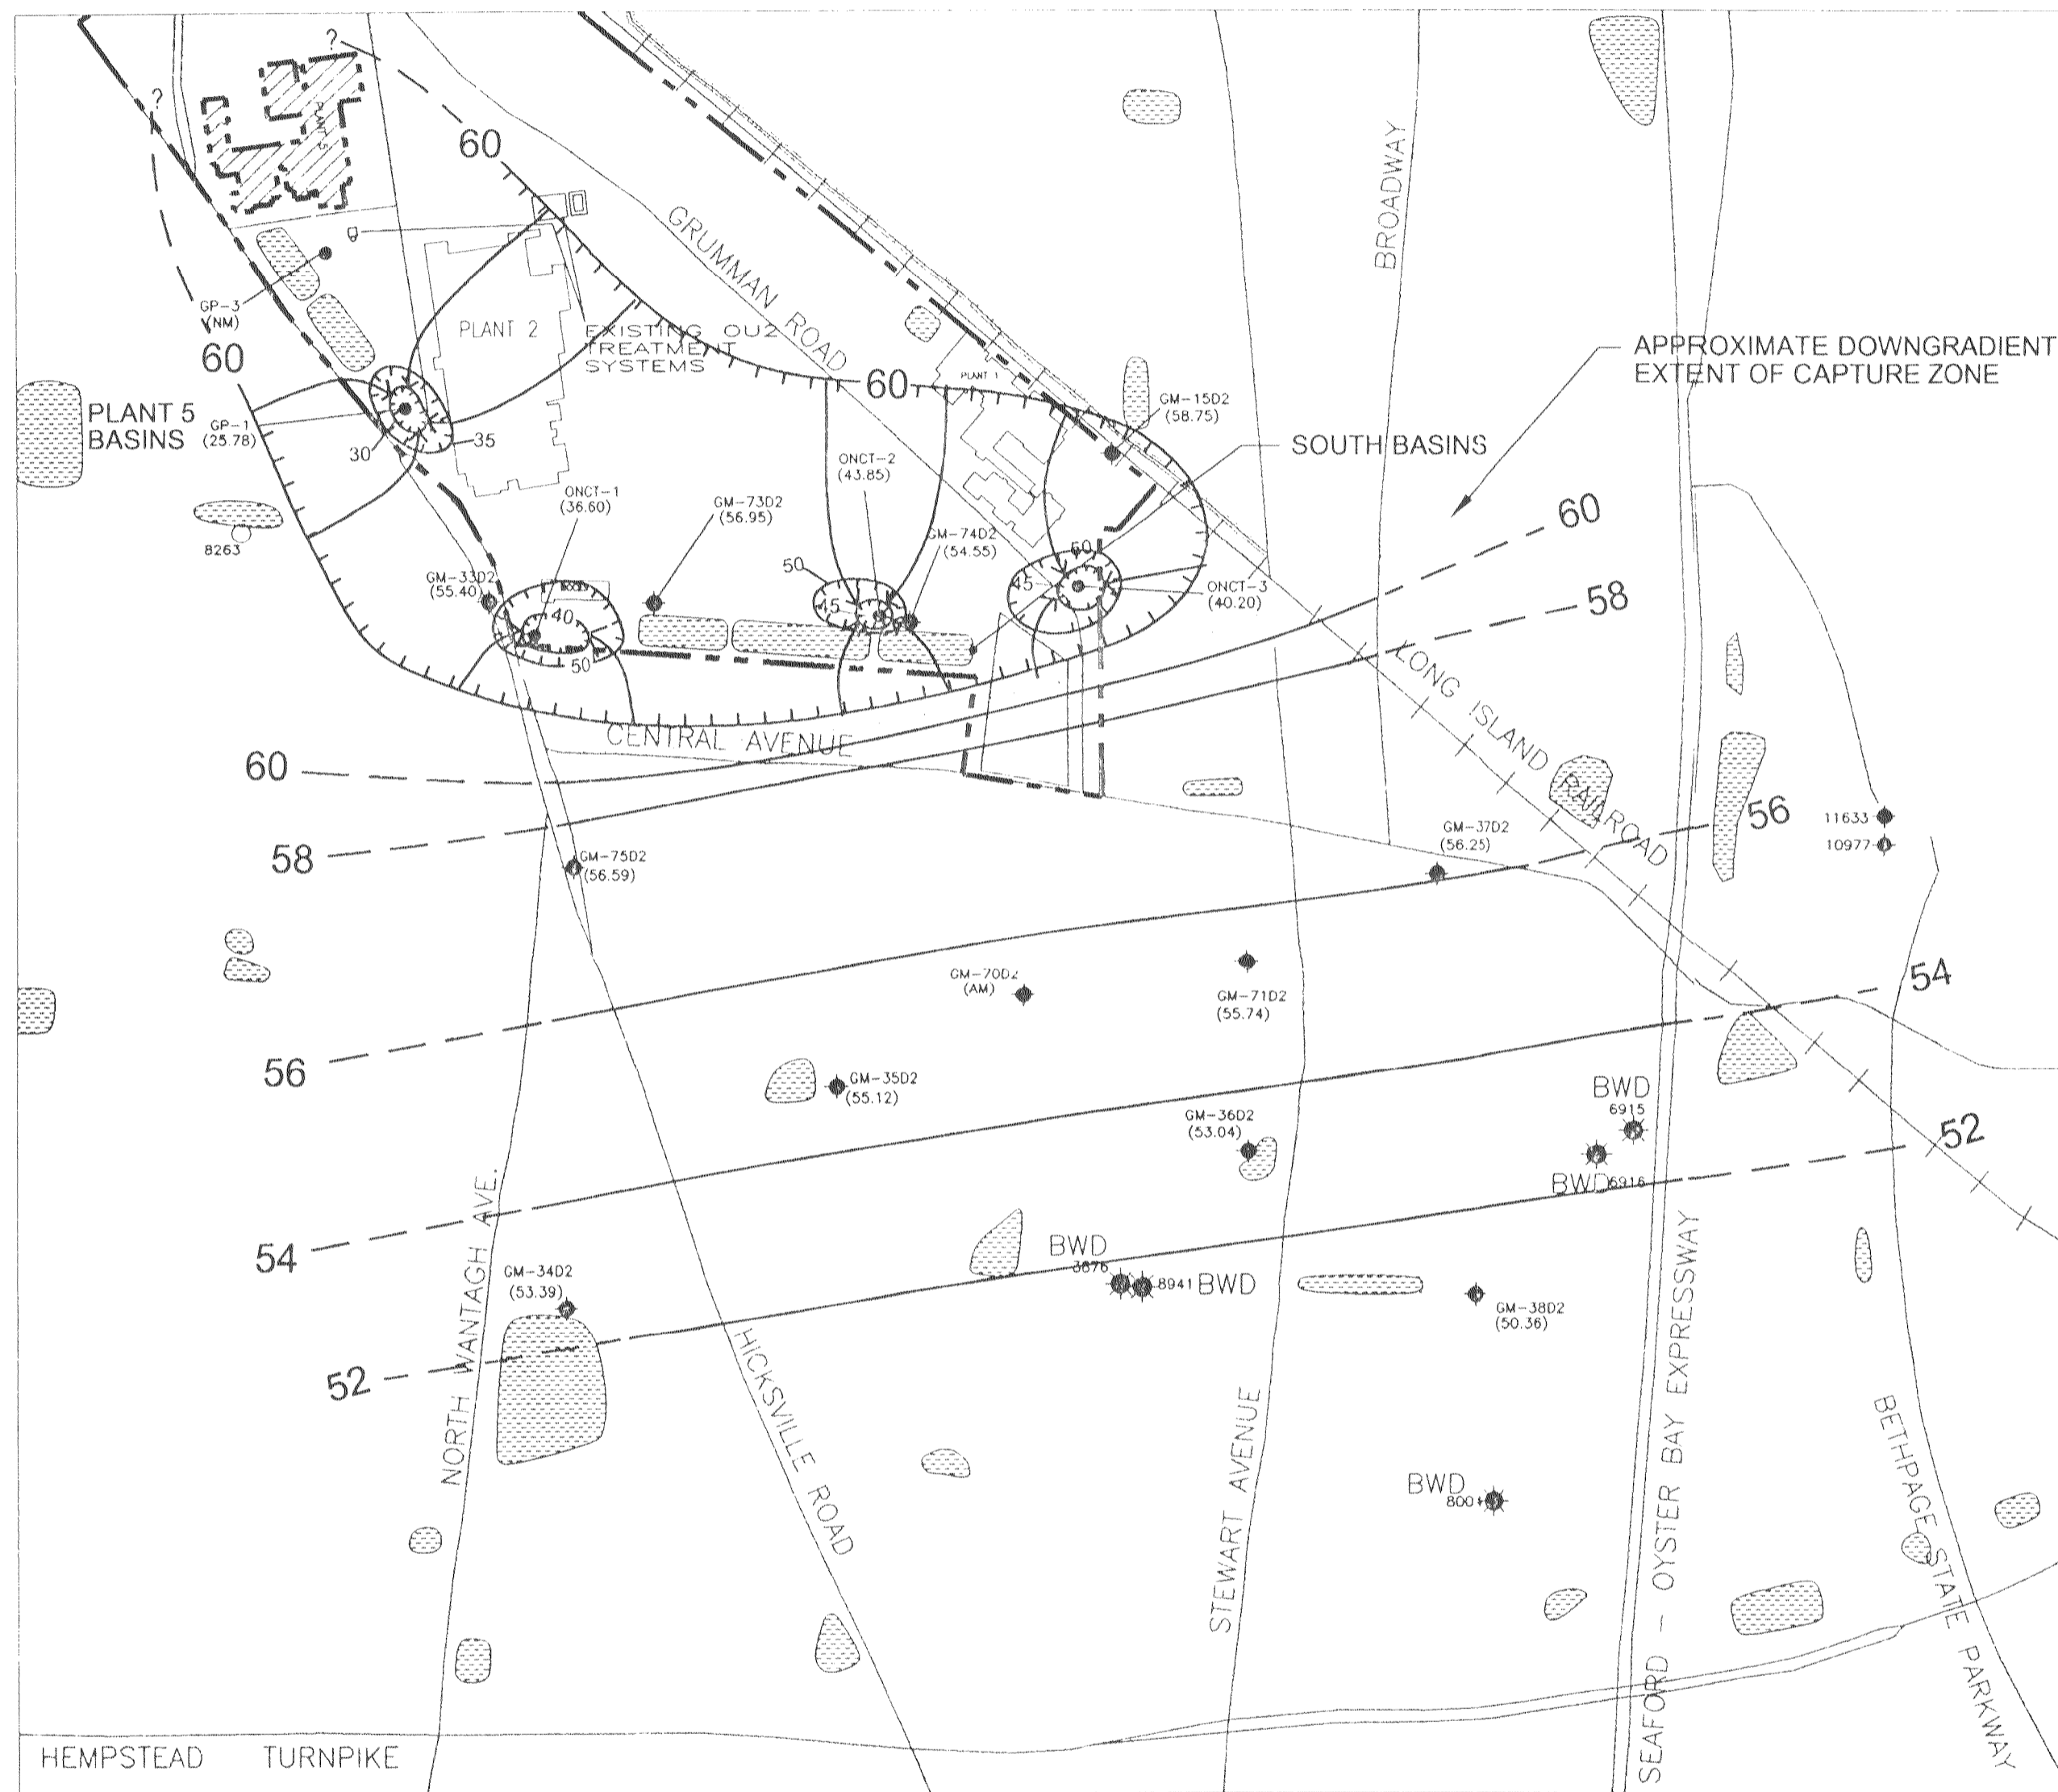 ?
?
PLANT 5
60
GRUMMAN ROAD
BROADWAY
GP-3
(NM)
60
PLANT 2
EXISTING OU2
TREATMENT
SYSTEMS
APPROXIMATE DOWNGRADIENT
EXTENT OF CAPTURE ZONE
PLANT 1
60
GM-15D2
(58.75)
PLANT 5
BASINS
GP-1
(25.78)
30
35
SOUTH BASINS
ONCT-2
(43.85)
ONCT-1
(36.60)
GM-73D2
(56.95)
GM-74D2
(54.55)
60
58
8263
GM-33D2
(55.40)
50
45
45
ONCT-3
(40.20)
40
50
LONG ISLAND RAILROAD
CENTRAL AVENUE
60
58
56
11633
10977
GM-37D2
(56.25)
GM-75D2
(56.59)
GM-70D2
(AM)
GM-71D2
(55.74)
54
56
GM-35D2
(55.12)
GM-36D2
(53.04)
BWD
6915
BWD 6916
52
54
BWD
3876
8941 BWD
GM-34D2
(53.39)
GM-38D2
(50.36)
52
NORTH WANTAGH AVE.
HICKSVILLE ROAD
STEWART AVENUE
SEAFORD - OYSTER BAY EXPRESSWAY
BETHPAGE STATE PARKWAY
BWD
HEMPSTEAD TURNPIKE